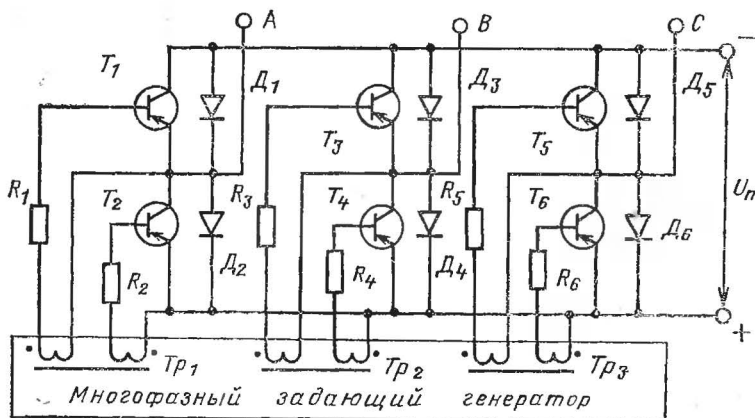 A B C −
T₁ Д₁ T₃ Д₃ T₅ Д₅
R₁ T₂ R₃ T₄ R₅ T₆ Uп
R₂ Д₂ R₄ Д₄ R₆ Д₆
+
Тр₁ Тр₂ Тр₃
Многофазный задающий генератор